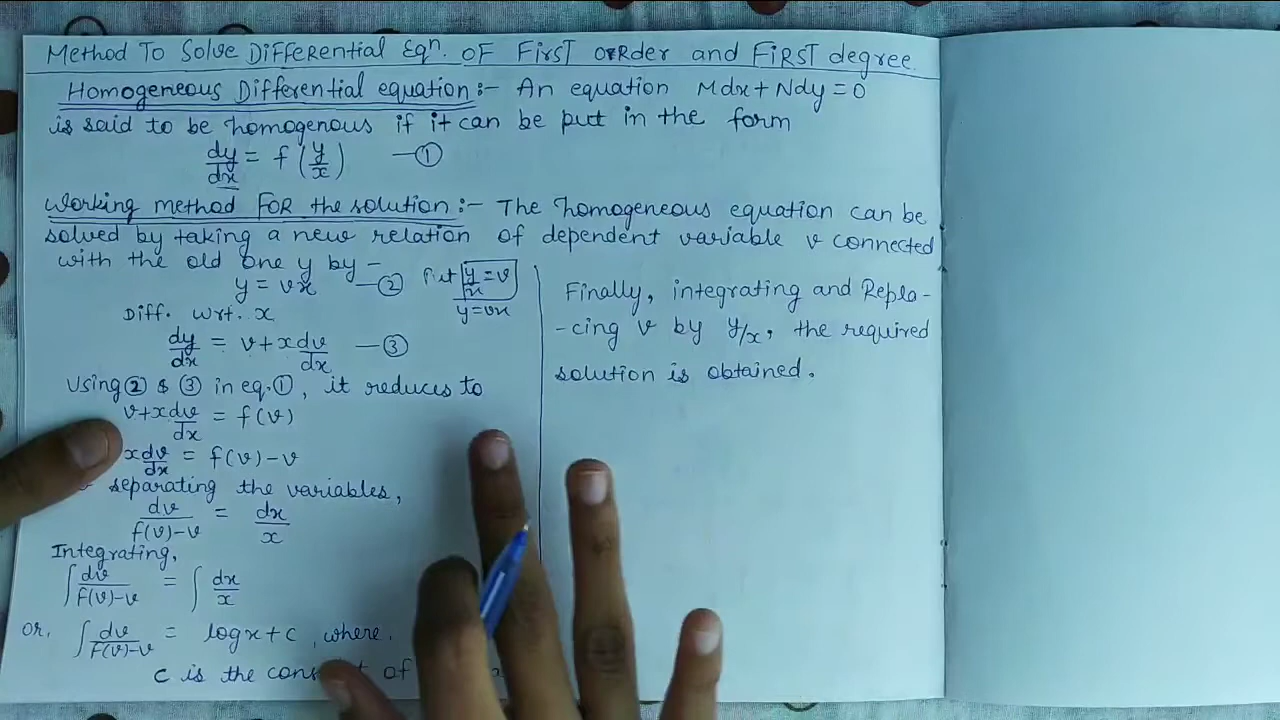 Method To Solve Differential Eqn. OF First order and First degree
Homogeneous Differential equation :- An equation Mdx + Ndy = 0
is said to be homogenous if it can be put in the form
dy/dx = f(y/x) —①
Working method FOR the solution :- The homogeneous equation can be
solved by taking a new relation of dependent variable v connected
with the old one y by -
y = vx —②
Put y/x = v
y = vx
Diff. wrt. x
dy/dx = v + x dv/dx —③
Using ② & ③ in eq. ①, it reduces to
v + x dv/dx = f(v)
x dv/dx = f(v) - v
separating the variables,
dv/f(v)-v = dx/x
Integrating,
∫ dv/f(v)-v = ∫ dx/x
or, ∫ dv/f(v)-v = log x + c, where,
c is the of
Finally, integrating and Repla-
-cing v by y/x, the required
solution is obtained.